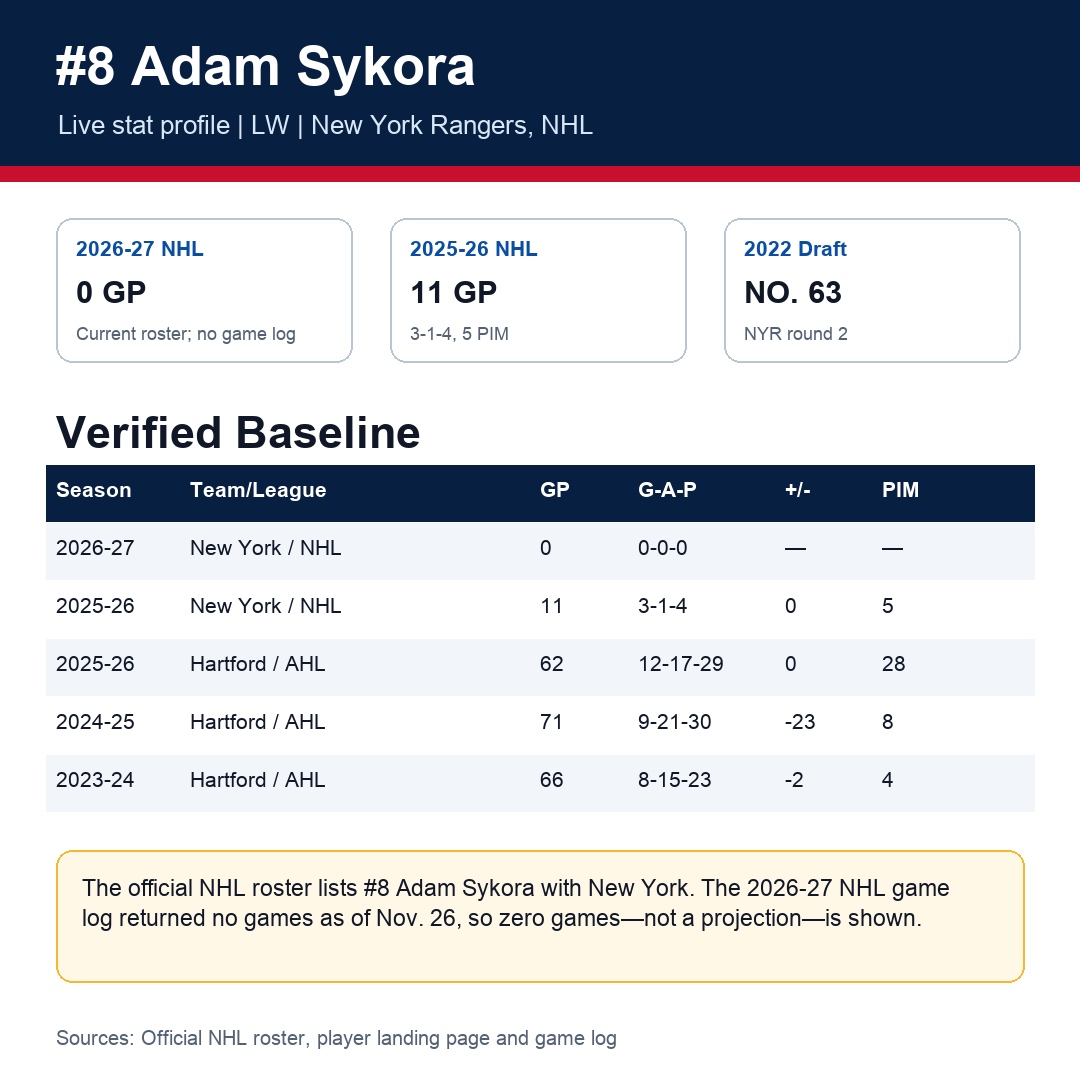 #8 Adam Sykora
Live stat profile | LW | New York Rangers, NHL
2026-27 NHL
0 GP
Current roster; no game log
2025-26 NHL
11 GP
3-1-4, 5 PIM
2022 Draft
NO. 63
NYR round 2
Verified Baseline
Season Team/League GP G-A-P +/- PIM
2026-27 New York / NHL 0 0-0-0 — —
2025-26 New York / NHL 11 3-1-4 0 5
2025-26 Hartford / AHL 62 12-17-29 0 28
2024-25 Hartford / AHL 71 9-21-30 -23 8
2023-24 Hartford / AHL 66 8-15-23 -2 4
The official NHL roster lists #8 Adam Sykora with New York. The 2026-27 NHL game
log returned no games as of Nov. 26, so zero games—not a projection—is shown.
Sources: Official NHL roster, player landing page and game log